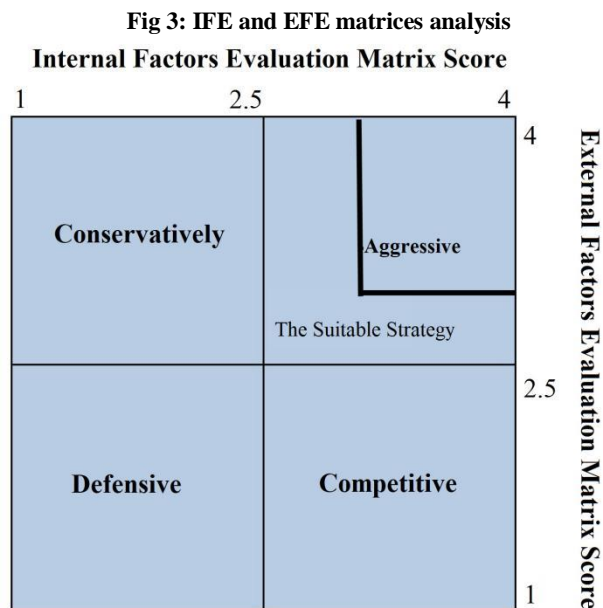 Fig 3: IFE and EFE matrices analysis
Internal Factors Evaluation Matrix Score
1 2.5 4
4
Conservatively
Aggressive
The Suitable Strategy
2.5
Defensive
Competitive
1
External Factors Evaluation Matrix Score